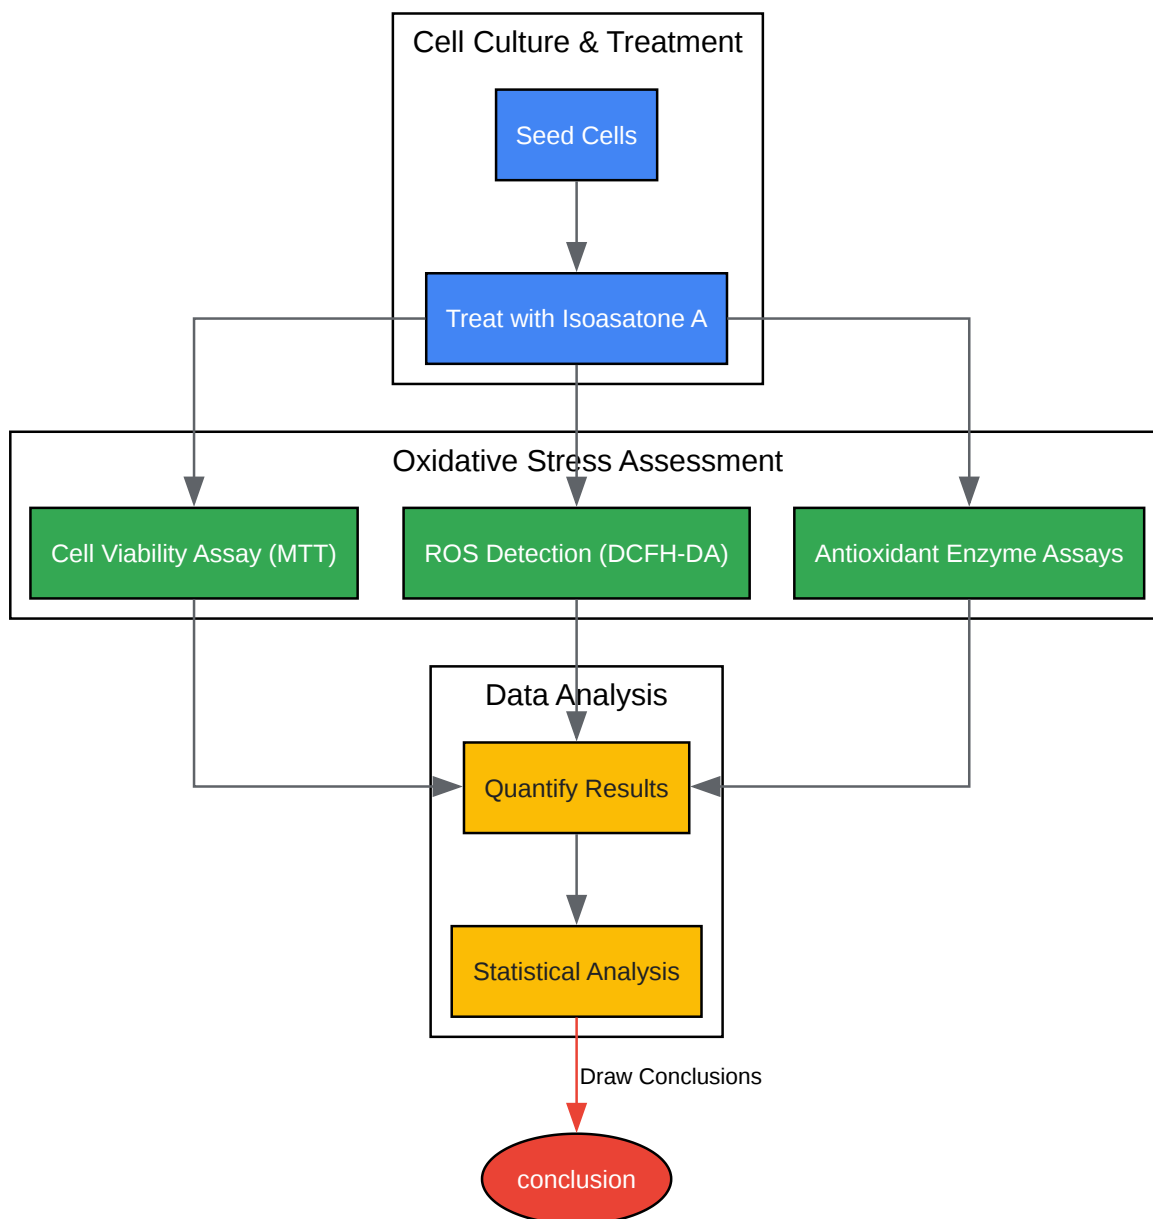 Cell Culture & Treatment
Seed Cells
Treat with Isoasatone A
Oxidative Stress Assessment
Cell Viability Assay (MTT)
ROS Detection (DCFH-DA)
Antioxidant Enzyme Assays
Data Analysis
Quantify Results
Statistical Analysis
Draw Conclusions
conclusion